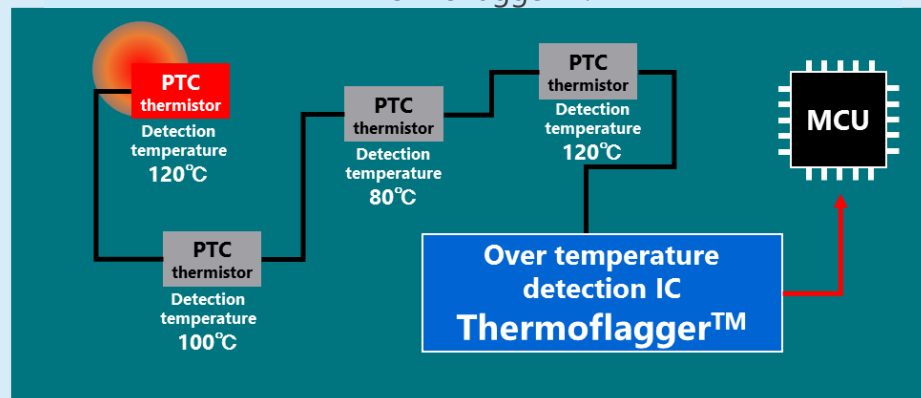 PTC
thermistor
Detection
temperature
120℃
PTC
thermistor
Detection
temperature
100℃
PTC
thermistor
Detection
temperature
80℃
PTC
thermistor
Detection
temperature
120℃
MCU
Over temperature
detection IC
Thermoflagger™